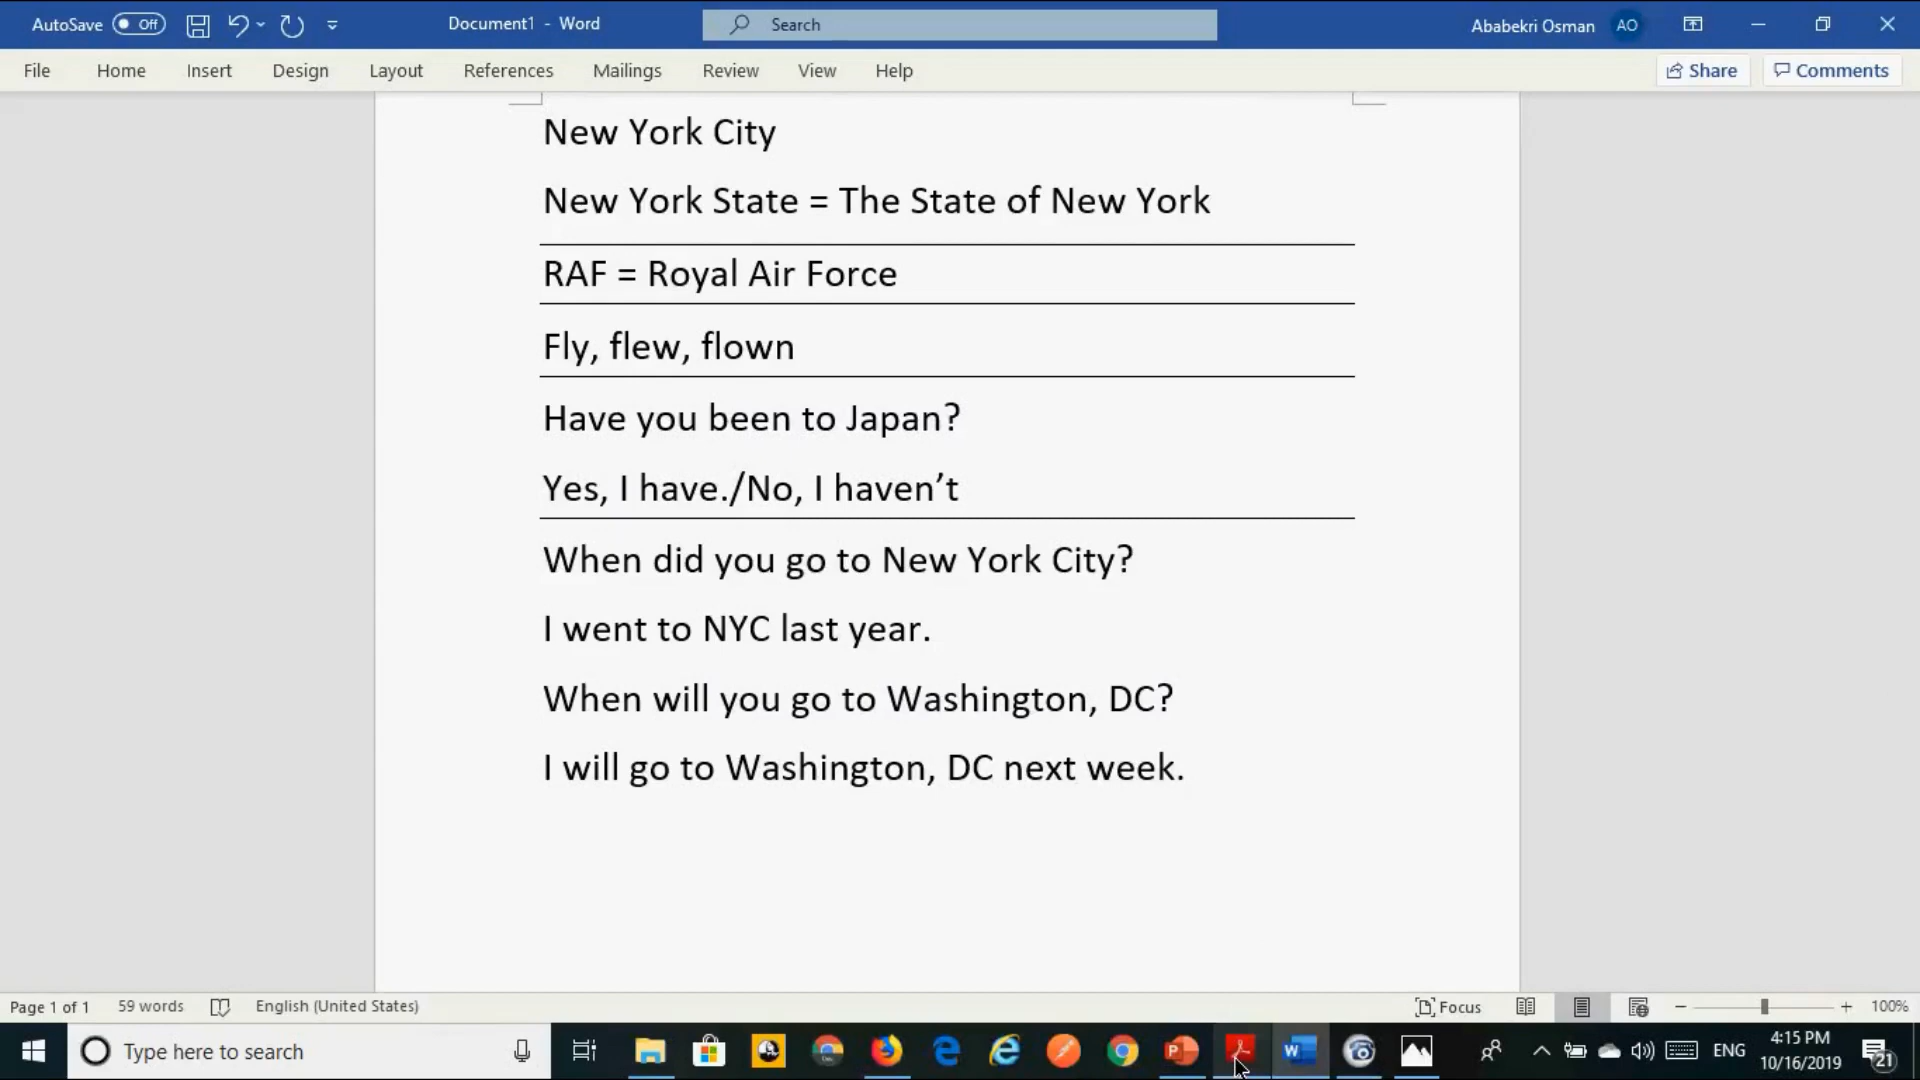 AutoSave Off Document1 - Word Search Ababekri Osman AO
File Home Insert Design Layout References Mailings Review View Help Share Comments
New York City
New York State = The State of New York
RAF = Royal Air Force
Fly, flew, flown
Have you been to Japan?
Yes, I have./No, I haven’t
When did you go to New York City?
I went to NYC last year.
When will you go to Washington, DC?
I will go to Washington, DC next week.
Page 1 of 1 59 words English (United States) Focus 100%
Type here to search ENG 4:15 PM
10/16/2019 21